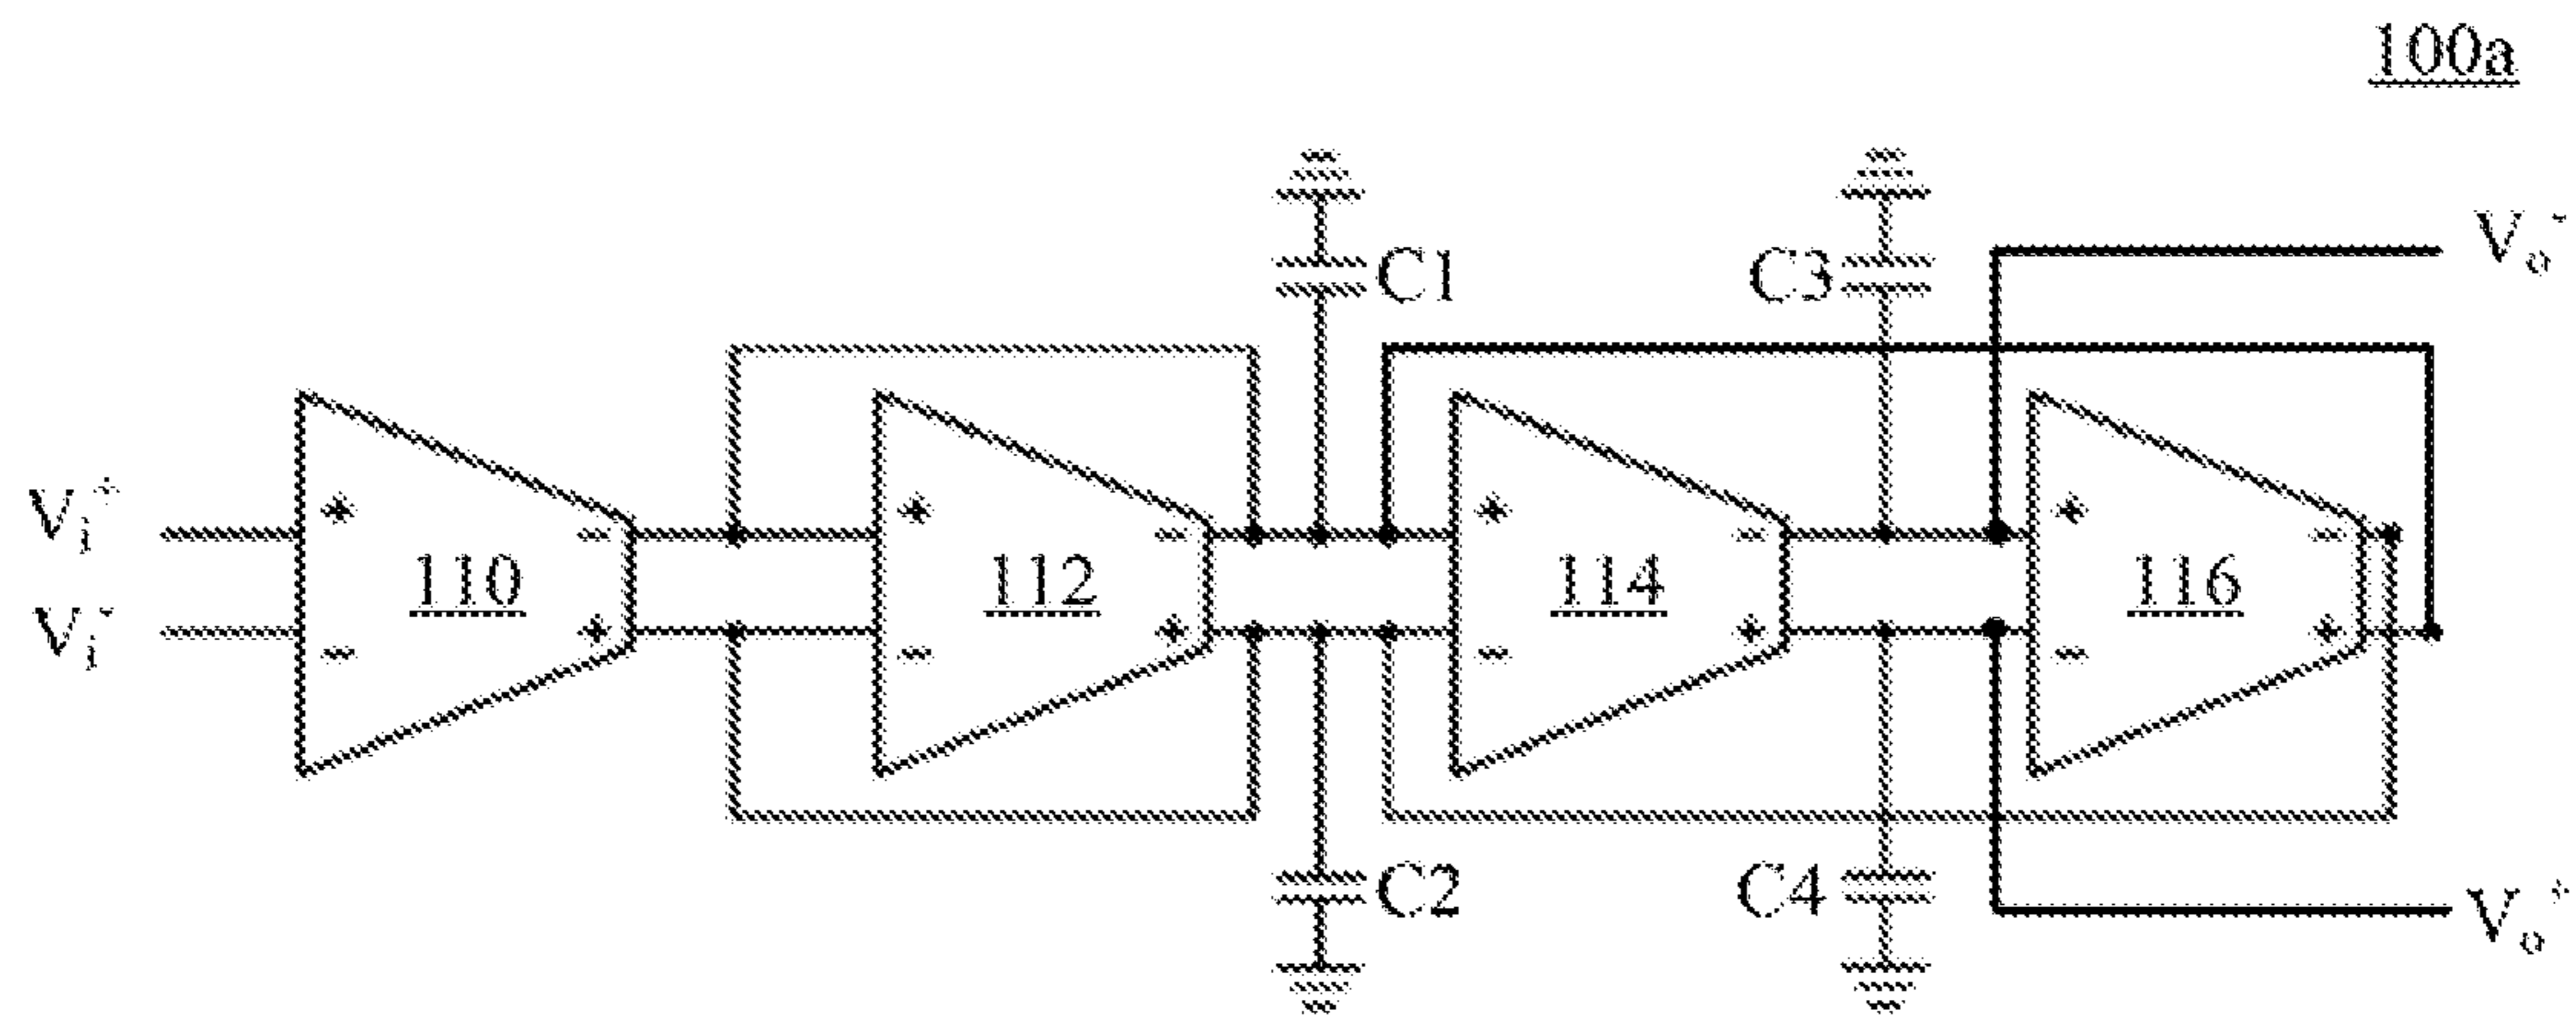 100a
Vo-
C1
C3
Vi+
+
-
+
-
+
-
+
-
110
112
114
116
Vi-
-
+
-
+
-
+
-
+
C2
C4
Vo+